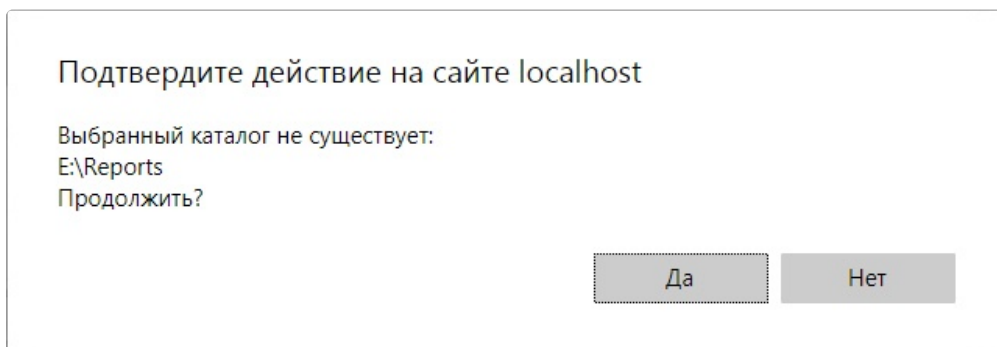 Подтвердите действие на сайте localhost
Выбранный каталог не существует:
E:\Reports
Продолжить?
Да
Нет